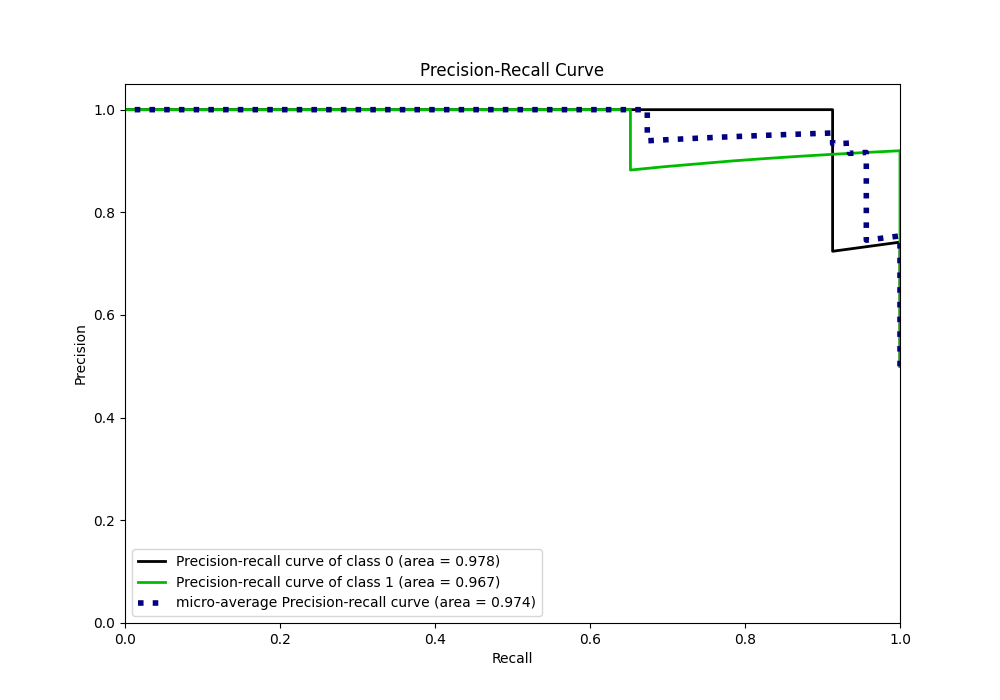 Precision-Recall Curve
1.0
0.8
0.6
0.4
0.2
0.0
Precision
Precision-recall curve of class 0 (area = 0.978)
Precision-recall curve of class 1 (area = 0.967)
micro-average Precision-recall curve (area = 0.974)
0.0 0.2 0.4 0.6 0.8 1.0
Recall